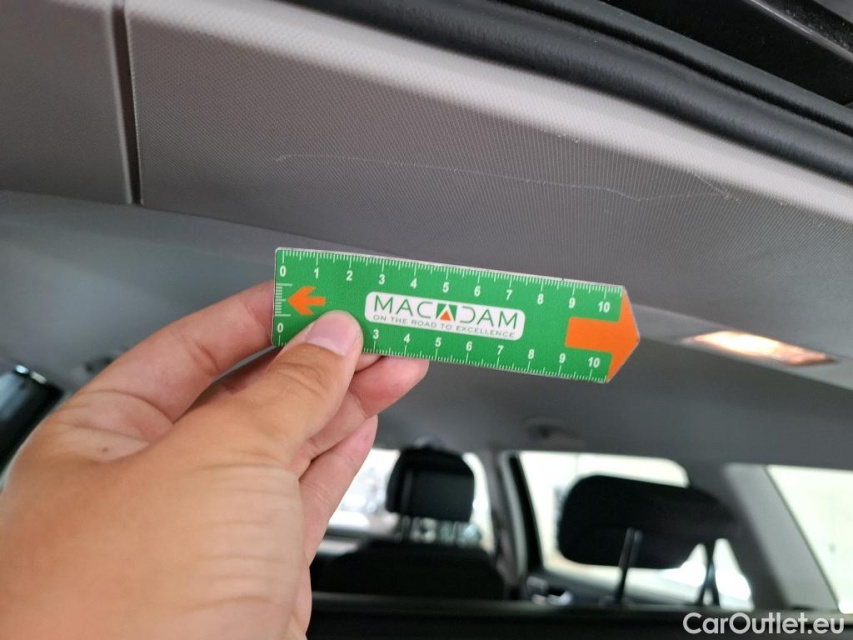 0 1 2 3 4 5 6 7 8 9 10
MACADAM
ON THE ROAD TO EXCELLENCE
0 3 4 5 6 7 8 9 10
CarOutlet.eu